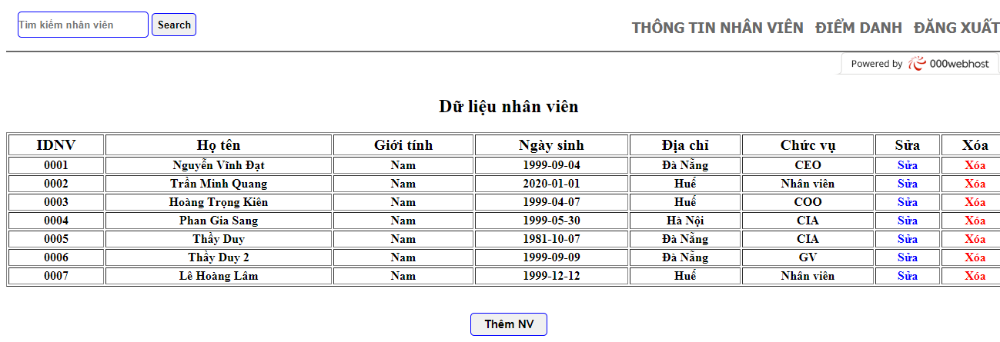 Tìm kiếm nhân viên Search THÔNG TIN NHÂN VIÊN ĐIỂM DANH ĐĂNG XUẤT
Powered by 000webhost
Dữ liệu nhân viên
IDNV Họ tên Giới tính Ngày sinh Địa chỉ Chức vụ Sửa Xóa
0001 Nguyễn Vĩnh Đạt Nam 1999-09-04 Đà Nẵng CEO Sửa Xóa
0002 Trần Minh Quang Nam 2020-01-01 Huế Nhân viên Sửa Xóa
0003 Hoàng Trọng Kiên Nam 1999-04-07 Huế COO Sửa Xóa
0004 Phan Gia Sang Nam 1999-05-30 Hà Nội CIA Sửa Xóa
0005 Thầy Duy Nam 1981-10-07 Đà Nẵng CIA Sửa Xóa
0006 Thầy Duy 2 Nam 1999-09-09 Đà Nẵng GV Sửa Xóa
0007 Lê Hoàng Lâm Nam 1999-12-12 Huế Nhân viên Sửa Xóa
Thêm NV